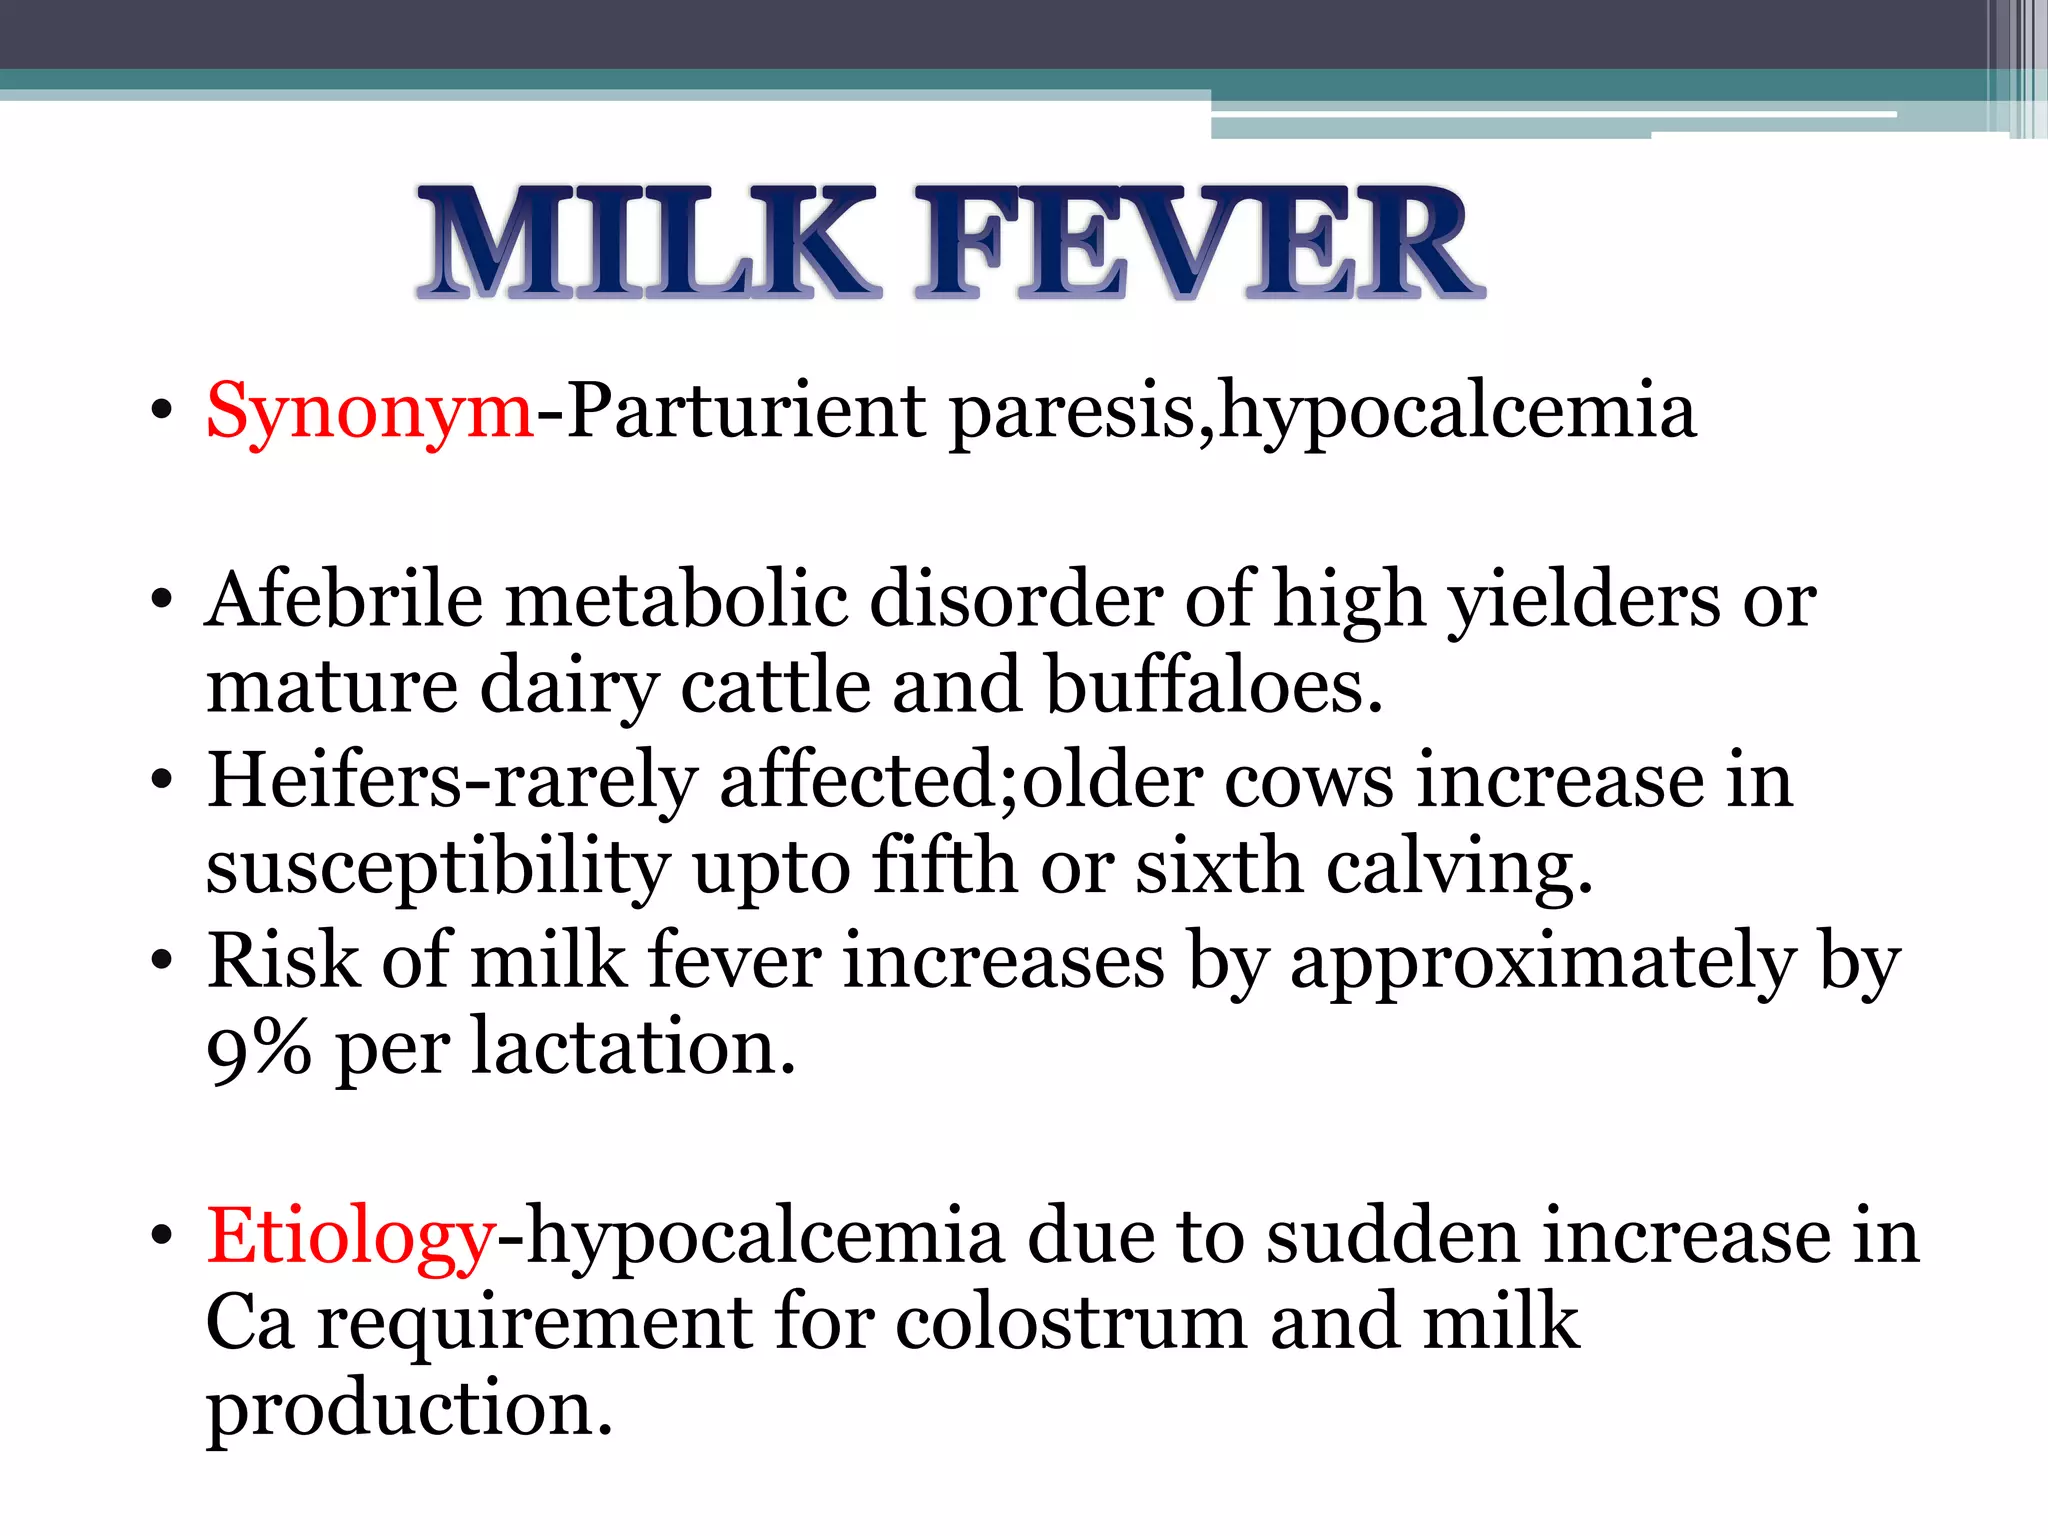 MILK FEVER
• Synonym-Parturient paresis,hypocalcemia
• Afebrile metabolic disorder of high yielders or
mature dairy cattle and buffaloes.
• Heifers-rarely affected;older cows increase in
susceptibility upto fifth or sixth calving.
• Risk of milk fever increases by approximately by
9% per lactation.
• Etiology-hypocalcemia due to sudden increase in
Ca requirement for colostrum and milk
production.